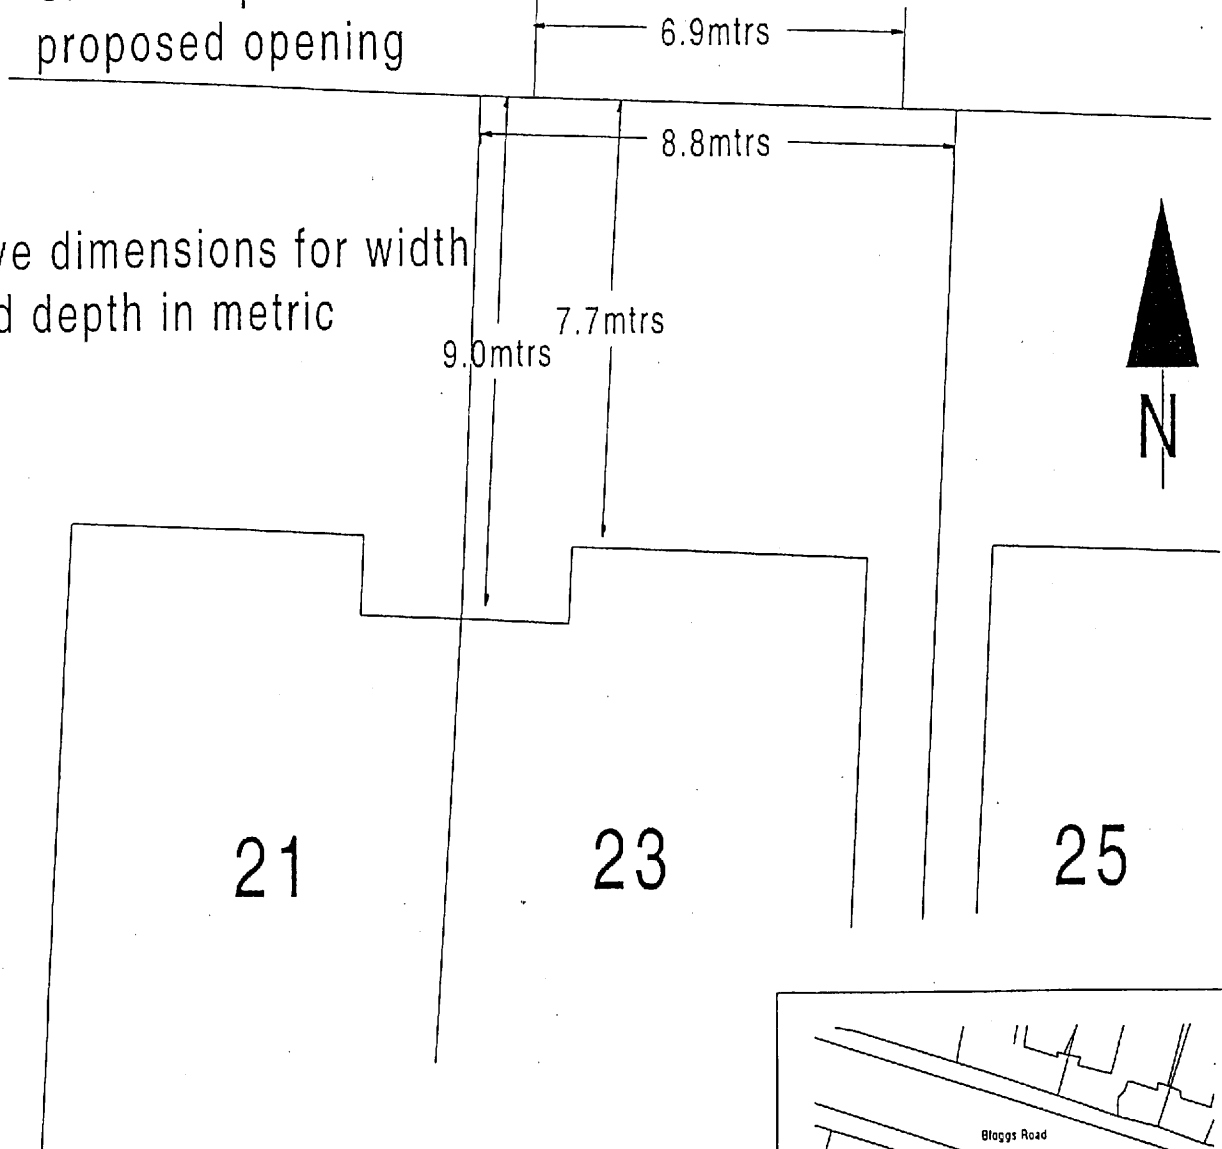 proposed opening
6.9mtrs
8.8mtrs
dimensions for width
depth in metric
7.7mtrs
9.0mtrs
N
21
23
25
Bloggs Road